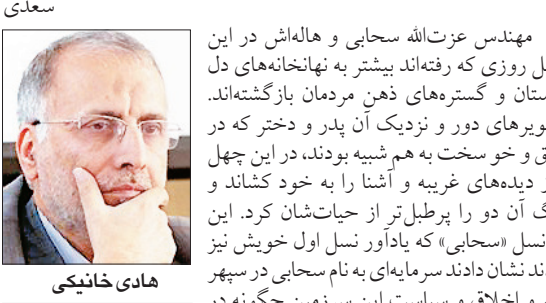 سعدی
مهندس عزت‌الله سحابی و هاله‌اش در این
روزی که رفته‌اند بیشتر به نهانخانه‌های دل
و گستره‌های ذهن مردمان بازگشته‌اند.
دور و نزدیک آن پدر و دختر که در
و خو سخت به هم شبیه بودند، در این چهل
دیده‌های غریبه و آشنا را به خود کشاند و
آن دو را پرطبل‌تر از حیات‌شان کرد. این
نسل «سحابی» که یادآور نسل اول خویش نیز
نشان دادند سرمایه‌ای به نام سحابی در سپهر
و اخلاق و سیاست این سرزمین چگونه در
هادی خانیکی